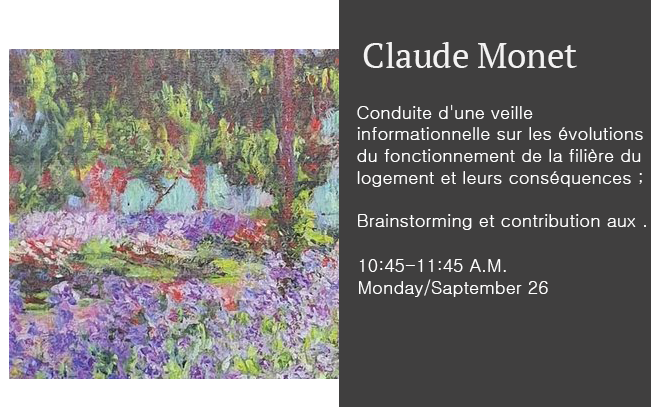 Claude Monet
Conduite d'une veille
informationnelle sur les évolutions
du fonctionnement de la filière du
logement et leurs conséquences ;
Brainstorming et contribution aux .
10:45-11:45 A.M.
Monday/Saptember 26